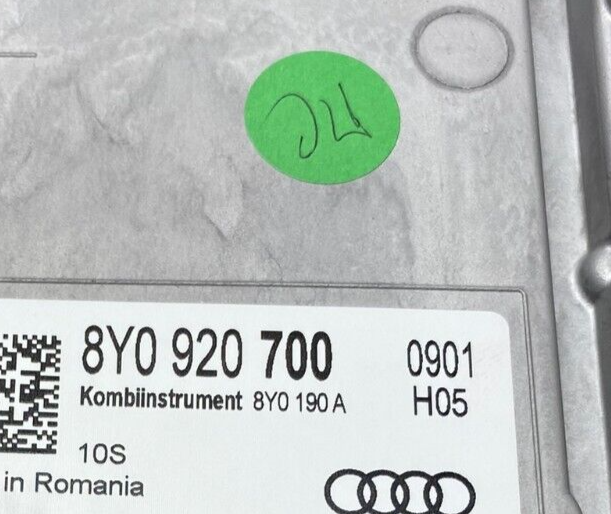 8Y0 920 700 0901
Kombiinstrument 8Y0 190 A H05
10S
in Romania